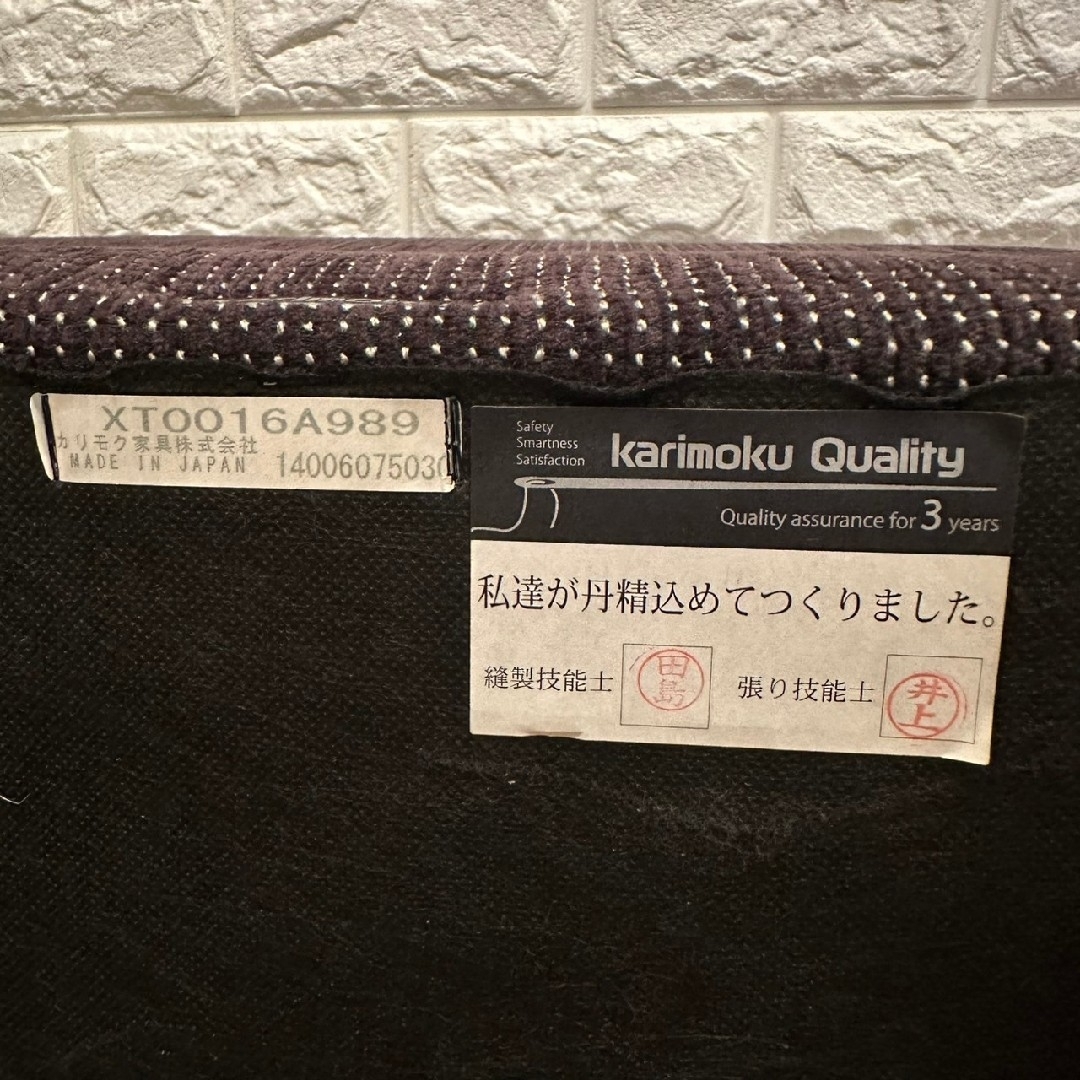 XT0016A989
カリモク家具株式会社
MADE IN JAPAN 14006075030
Safety
Smartness
Satisfaction
karimoku Quality
Quality assurance for 3 years
私達が丹精込めてつくりました。
縫製技能士 田島 張り技能士 井上